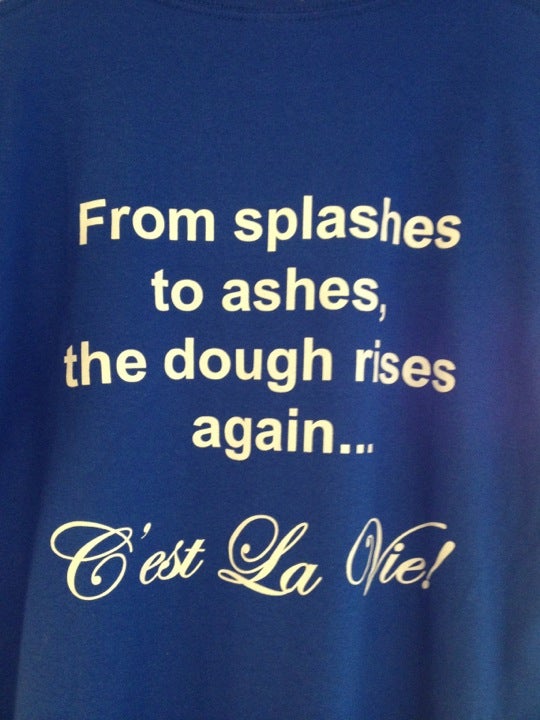 From splashes
to ashes,
the dough rises
again...
C'est La Vie!